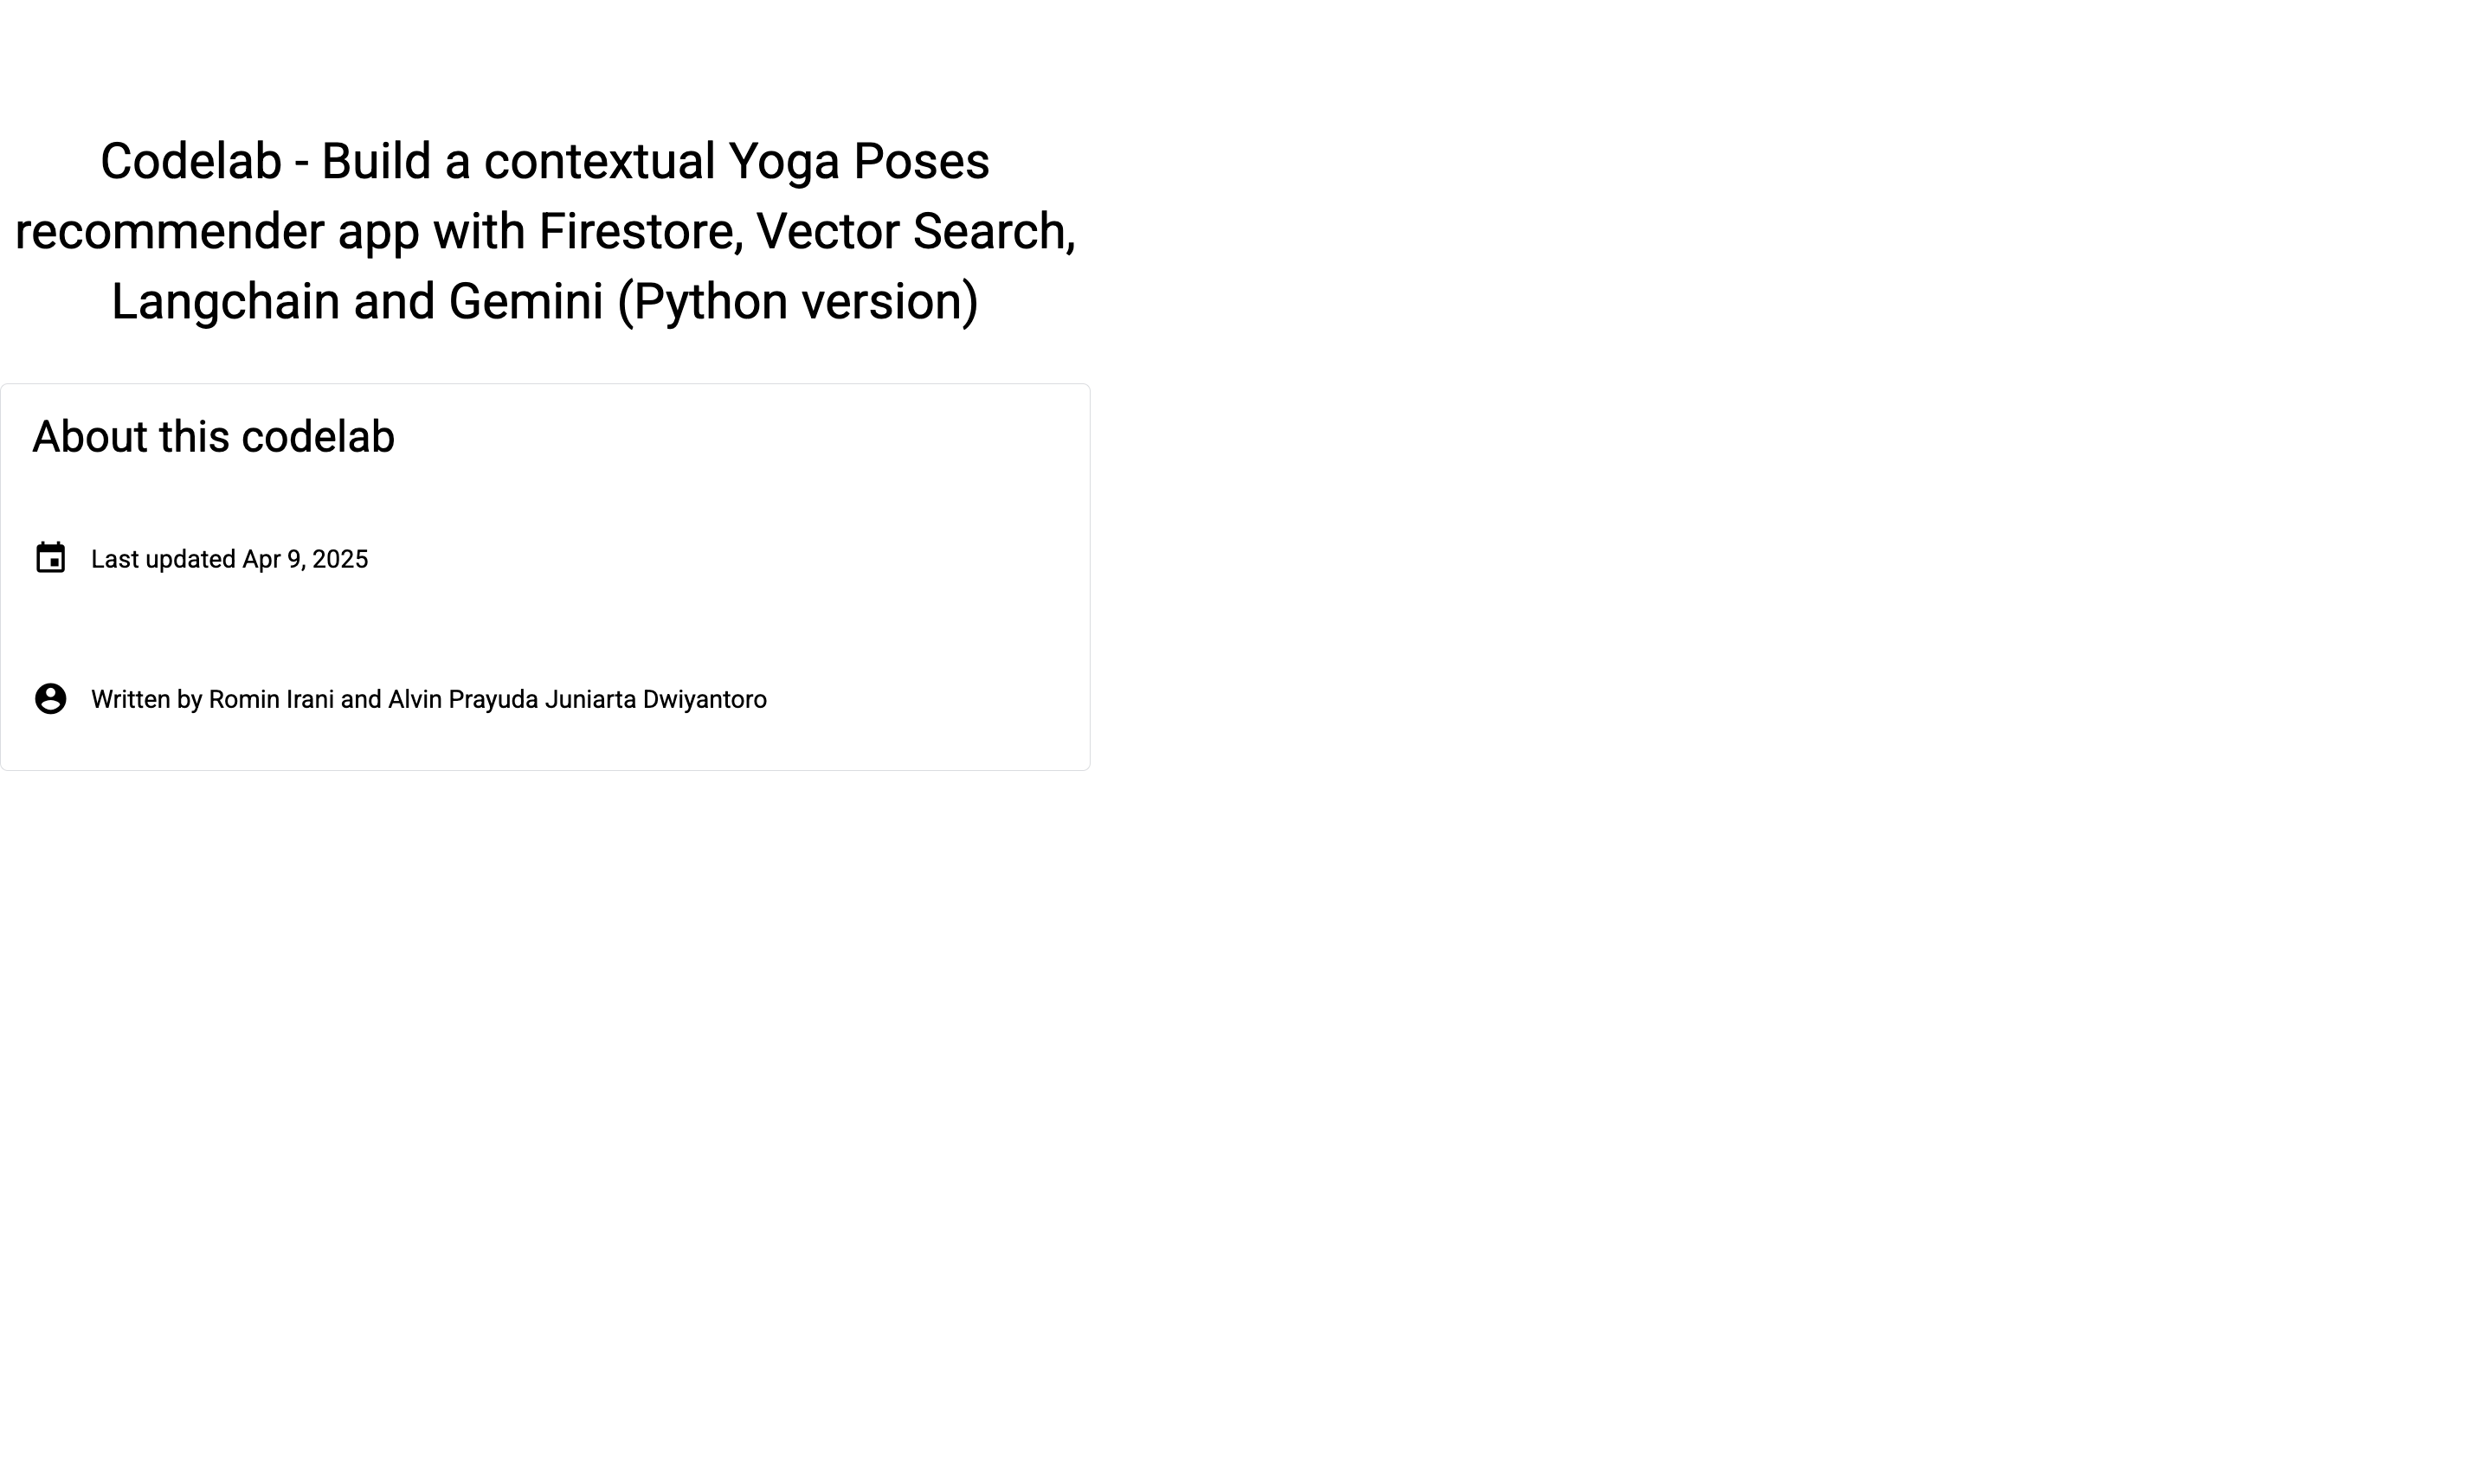 Codelab - Build a contextual Yoga Poses
recommender app with Firestore, Vector Search,
Langchain and Gemini (Python version)
About this codelab
Last updated Apr 9, 2025
Written by Romin Irani and Alvin Prayuda Juniarta Dwiyantoro